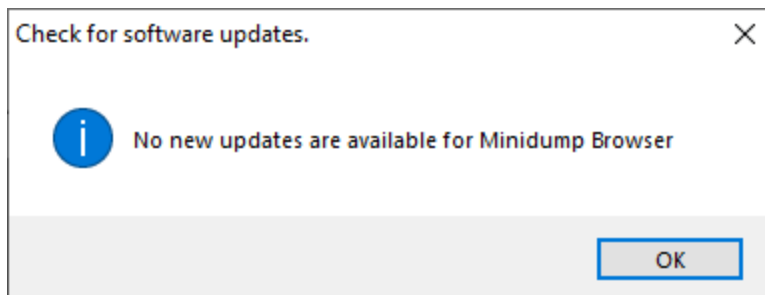 Check for software updates.
No new updates are available for Minidump Browser
OK